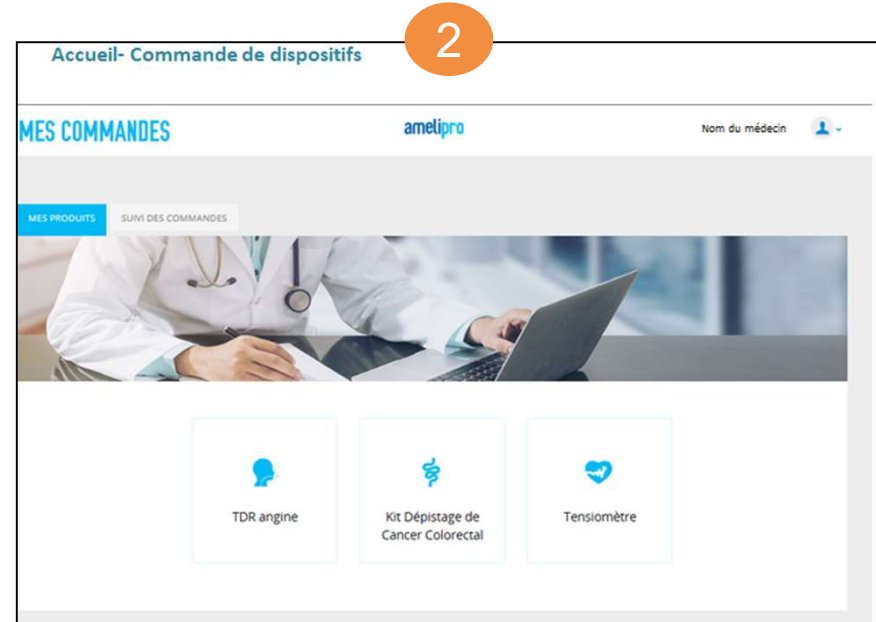 2
Accueil- Commande de dispositifs
MES COMMANDES
amelipro
Nom du médecin
MES PRODUITS
SUIVI DES COMMANDES
TDR angine
Kit Dépistage de
Cancer Colorectal
Tensiomètre